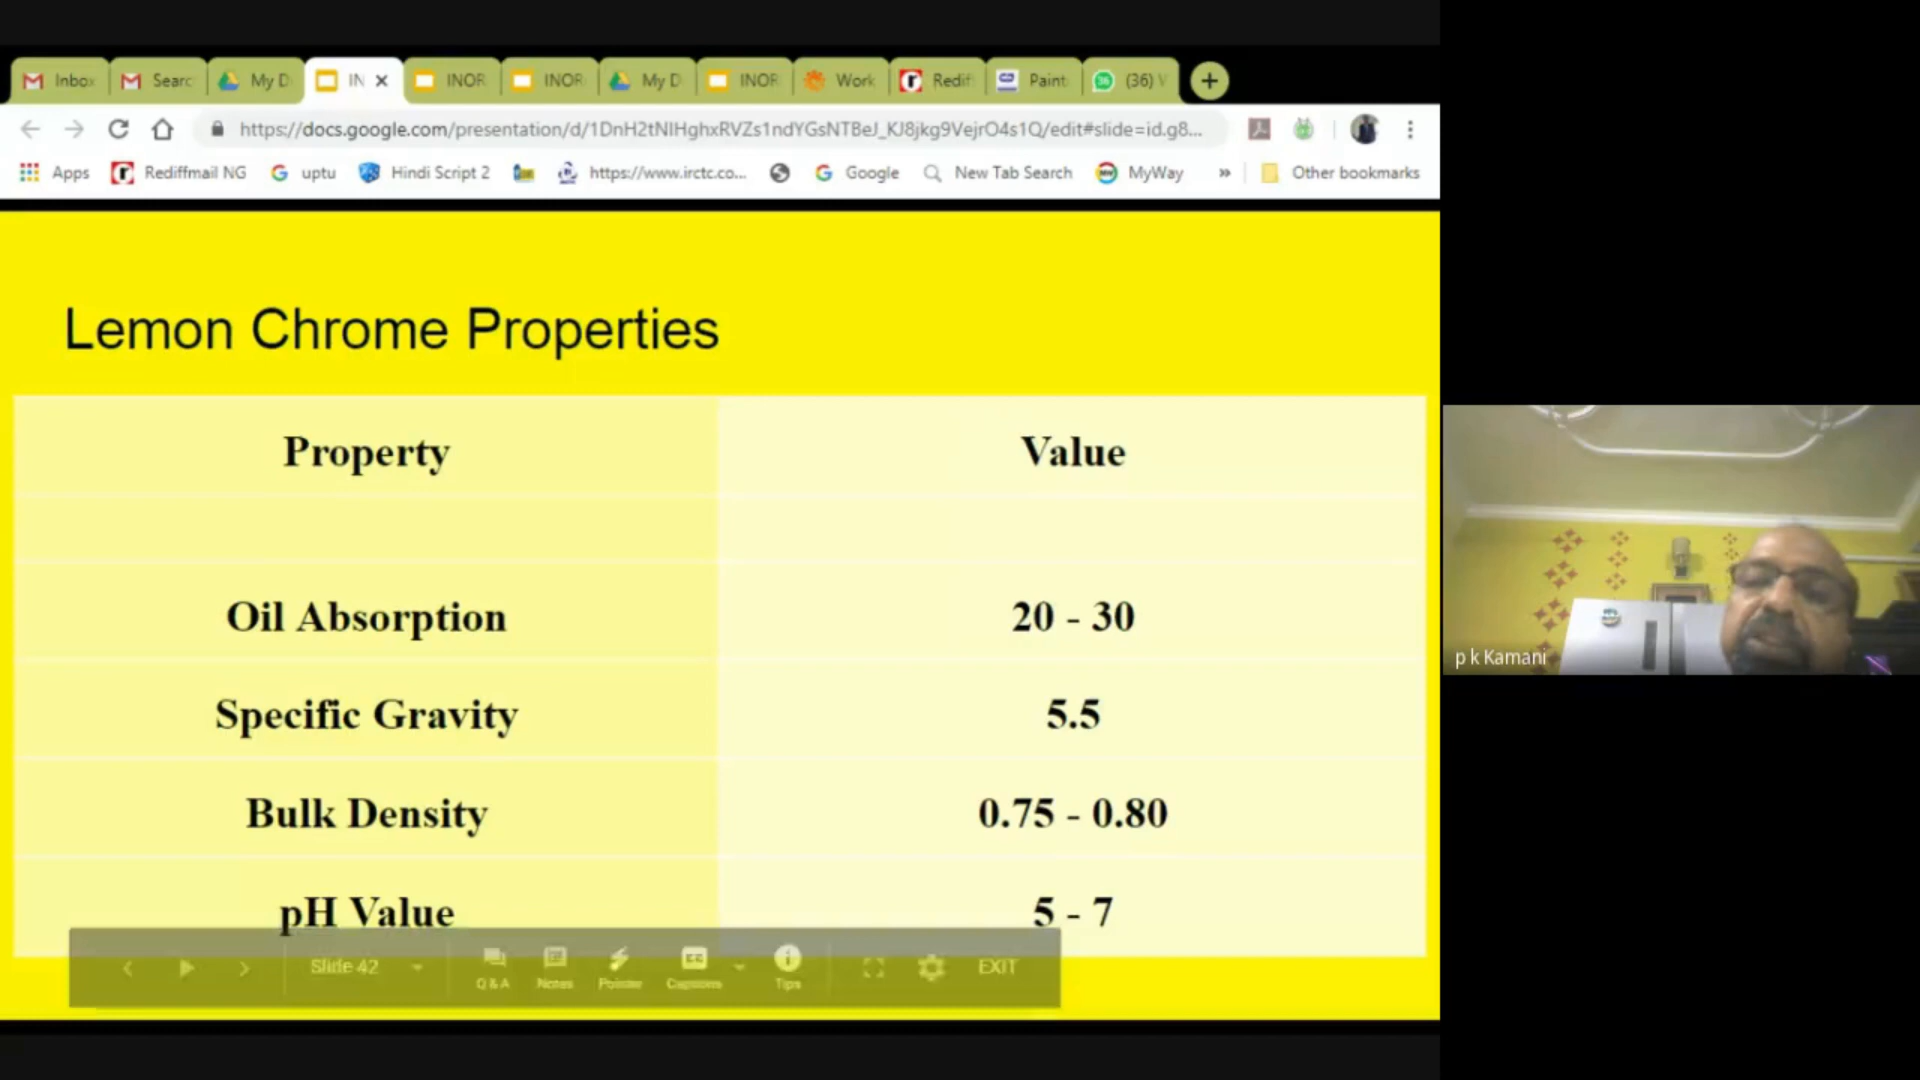 Inbox
Searc
My D
IN
INOR
INOR
My D
INOR
Work
Redif
Paint
(36) V
https://docs.google.com/presentation/d/1DnH2tNIHghxRVZs1ndYGsNTBeJ_KJ8jkg9VejrO4s1Q/edit#slide=id.g8...
Apps
Rediffmail NG
uptu
Hindi Script 2
https://www.irctc.co...
Google
New Tab Search
MyWay
»
Other bookmarks
Lemon Chrome Properties
Property Value
Oil Absorption 20 - 30
Specific Gravity 5.5
Bulk Density 0.75 - 0.80
pH Value 5 - 7
Slide 42
Q & A
Notes
Pointer
Captions
Tips
EXIT
p k Kamani